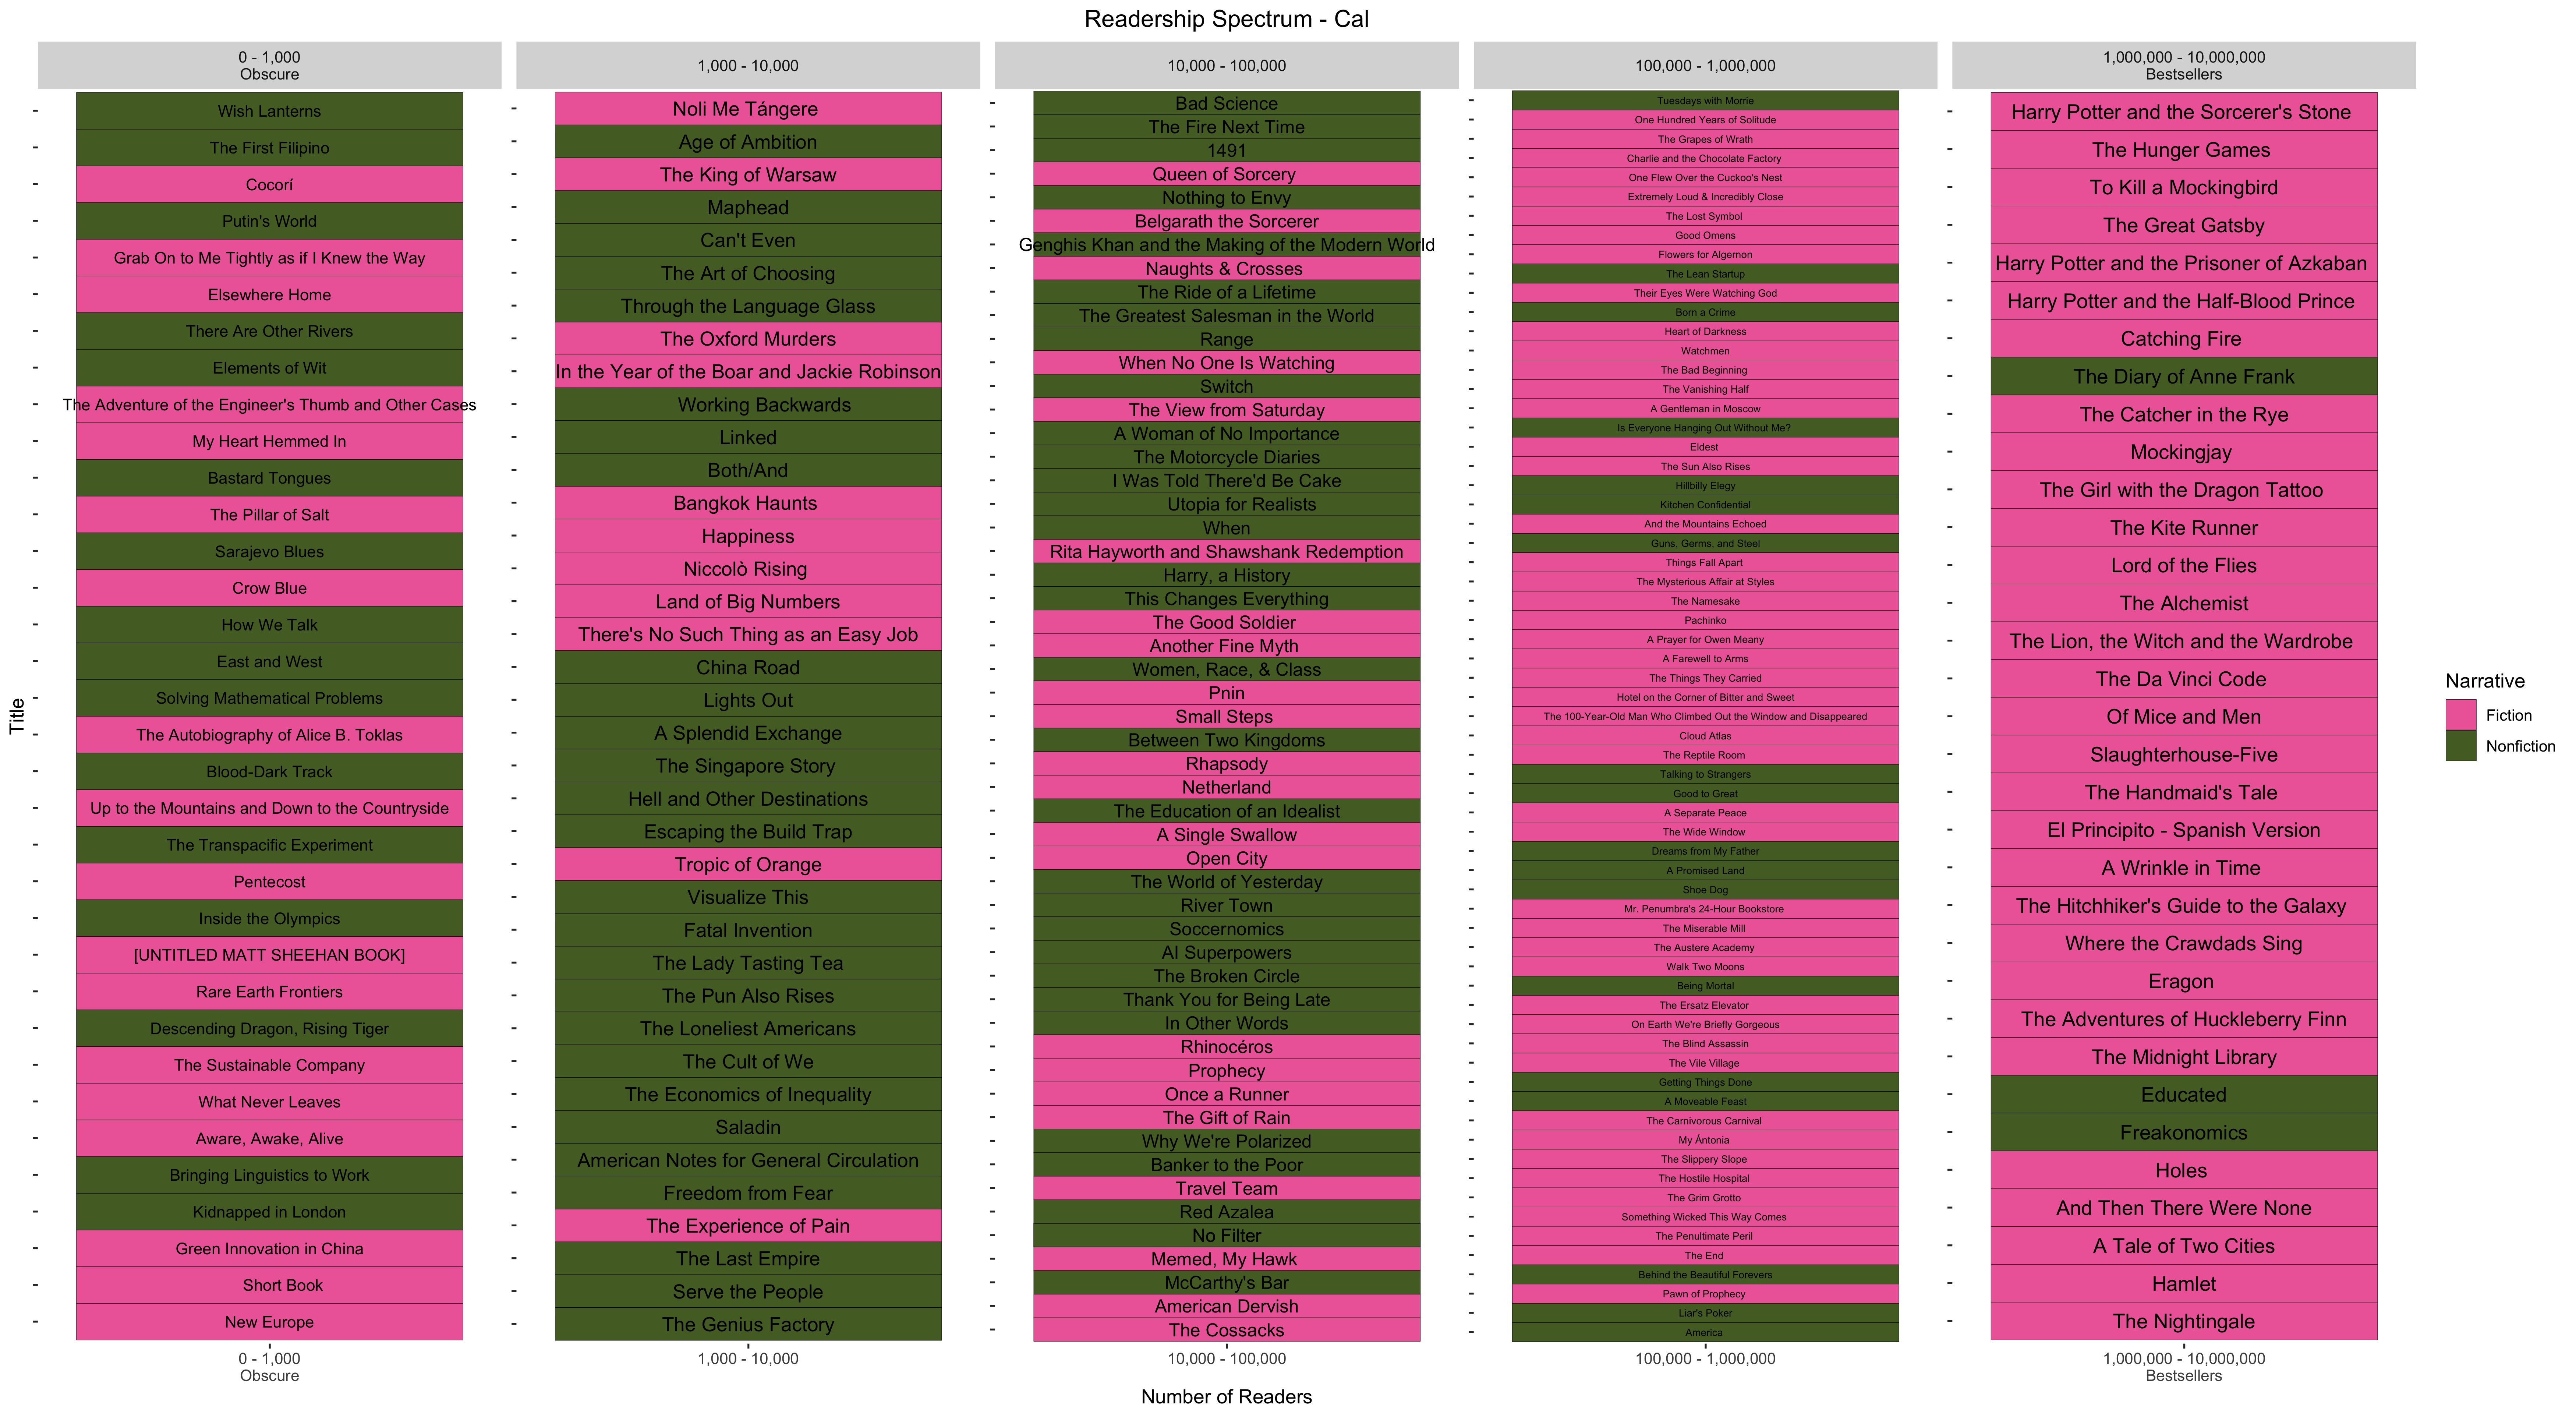 Readership Spectrum - Cal
0 - 1,000
Obscure
1,000 - 10,000
10,000 - 100,000
100,000 - 1,000,000
1,000,000 - 10,000,000
Bestsellers
Title
Wish Lanterns
The First Filipino
Cocorí
Putin's World
Grab On to Me Tightly as if I Knew the Way
Elsewhere Home
There Are Other Rivers
Elements of Wit
The Adventure of the Engineer's Thumb and Other Cases
My Heart Hemmed In
Bastard Tongues
The Pillar of Salt
Sarajevo Blues
Crow Blue
How We Talk
East and West
Solving Mathematical Problems
The Autobiography of Alice B. Toklas
Blood-Dark Track
Up to the Mountains and Down to the Countryside
The Transpacific Experiment
Pentecost
Inside the Olympics
[UNTITLED MATT SHEEHAN BOOK]
Rare Earth Frontiers
Descending Dragon, Rising Tiger
The Sustainable Company
What Never Leaves
Aware, Awake, Alive
Bringing Linguistics to Work
Kidnapped in London
Green Innovation in China
Short Book
New Europe
Noli Me Tángere
Age of Ambition
The King of Warsaw
Maphead
Can't Even
The Art of Choosing
Through the Language Glass
The Oxford Murders
In the Year of the Boar and Jackie Robinson
Working Backwards
Linked
Both/And
Bangkok Haunts
Happiness
Niccolò Rising
Land of Big Numbers
There's No Such Thing as an Easy Job
China Road
Lights Out
A Splendid Exchange
The Singapore Story
Hell and Other Destinations
Escaping the Build Trap
Tropic of Orange
Visualize This
Fatal Invention
The Lady Tasting Tea
The Pun Also Rises
The Loneliest Americans
The Cult of We
The Economics of Inequality
Saladin
American Notes for General Circulation
Freedom from Fear
The Experience of Pain
The Last Empire
Serve the People
The Genius Factory
Bad Science
The Fire Next Time
1491
Queen of Sorcery
Nothing to Envy
Belgarath the Sorcerer
Genghis Khan and the Making of the Modern World
Naughts & Crosses
The Ride of a Lifetime
The Greatest Salesman in the World
Range
When No One Is Watching
Switch
The View from Saturday
A Woman of No Importance
The Motorcycle Diaries
I Was Told There'd Be Cake
Utopia for Realists
When
Rita Hayworth and Shawshank Redemption
Harry, a History
This Changes Everything
The Good Soldier
Another Fine Myth
Women, Race, & Class
Pnin
Small Steps
Between Two Kingdoms
Rhapsody
Netherland
The Education of an Idealist
A Single Swallow
Open City
The World of Yesterday
River Town
Soccernomics
AI Superpowers
The Broken Circle
Thank You for Being Late
In Other Words
Rhinocéros
Prophecy
Once a Runner
The Gift of Rain
Why We're Polarized
Banker to the Poor
Travel Team
Red Azalea
No Filter
Memed, My Hawk
McCarthy's Bar
American Dervish
The Cossacks
Tuesdays with Morrie
One Hundred Years of Solitude
The Grapes of Wrath
Charlie and the Chocolate Factory
One Flew Over the Cuckoo's Nest
Extremely Loud & Incredibly Close
The Lost Symbol
Good Omens
Flowers for Algernon
The Lean Startup
Their Eyes Were Watching God
Born a Crime
Heart of Darkness
Watchmen
The Bad Beginning
The Vanishing Half
A Gentleman in Moscow
Is Everyone Hanging Out Without Me?
Eldest
The Sun Also Rises
Hillbilly Elegy
Kitchen Confidential
And the Mountains Echoed
Guns, Germs, and Steel
Things Fall Apart
The Mysterious Affair at Styles
The Namesake
Pachinko
A Prayer for Owen Meany
A Farewell to Arms
The Things They Carried
Hotel on the Corner of Bitter and Sweet
The 100-Year-Old Man Who Climbed Out the Window and Disappeared
Cloud Atlas
The Reptile Room
Talking to Strangers
Good to Great
A Separate Peace
The Wide Window
Dreams from My Father
A Promised Land
Shoe Dog
Mr. Penumbra's 24-Hour Bookstore
The Miserable Mill
The Austere Academy
Walk Two Moons
Being Mortal
The Ersatz Elevator
On Earth We're Briefly Gorgeous
The Blind Assassin
The Vile Village
Getting Things Done
A Moveable Feast
The Carnivorous Carnival
My Ántonia
The Slippery Slope
The Hostile Hospital
The Grim Grotto
Something Wicked This Way Comes
The Penultimate Peril
The End
Behind the Beautiful Forevers
Pawn of Prophecy
Liar's Poker
America
Harry Potter and the Sorcerer's Stone
The Hunger Games
To Kill a Mockingbird
The Great Gatsby
Harry Potter and the Prisoner of Azkaban
Harry Potter and the Half-Blood Prince
Catching Fire
The Diary of Anne Frank
The Catcher in the Rye
Mockingjay
The Girl with the Dragon Tattoo
The Kite Runner
Lord of the Flies
The Alchemist
The Lion, the Witch and the Wardrobe
The Da Vinci Code
Of Mice and Men
Slaughterhouse-Five
The Handmaid's Tale
El Principito - Spanish Version
A Wrinkle in Time
The Hitchhiker's Guide to the Galaxy
Where the Crawdads Sing
Eragon
The Adventures of Huckleberry Finn
The Midnight Library
Educated
Freakonomics
Holes
And Then There Were None
A Tale of Two Cities
Hamlet
The Nightingale
Narrative
Fiction
Nonfiction
0 - 1,000
Obscure
1,000 - 10,000
10,000 - 100,000
100,000 - 1,000,000
1,000,000 - 10,000,000
Bestsellers
Number of Readers